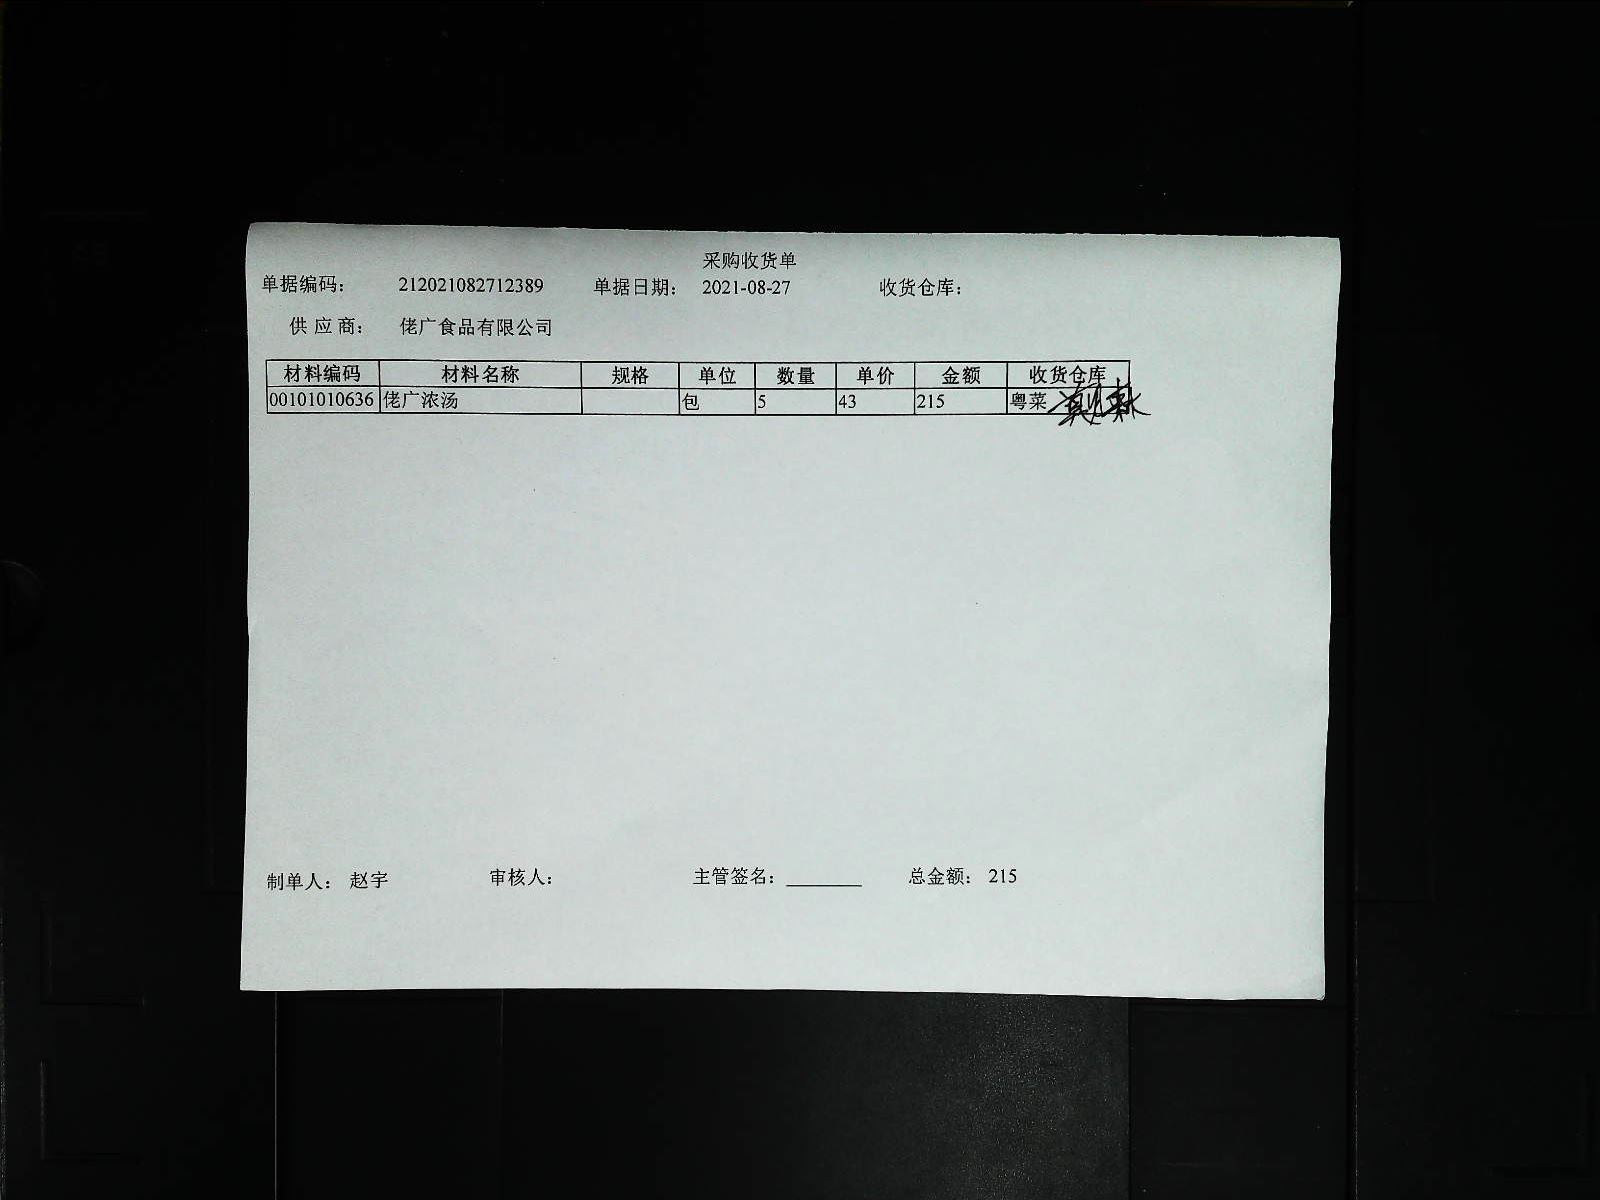 采购收货单
单据编码： 212021082712389 单据日期： 2021-08-27 收货仓库：
供应商： 佬广食品有限公司
材料编码 材料名称 规格 单位 数量 单价 金额 收货仓库
00101010636 佬广浓汤 包 5 43 215 粤菜
制单人： 赵宇 审核人： 主管签名：________ 总金额： 215